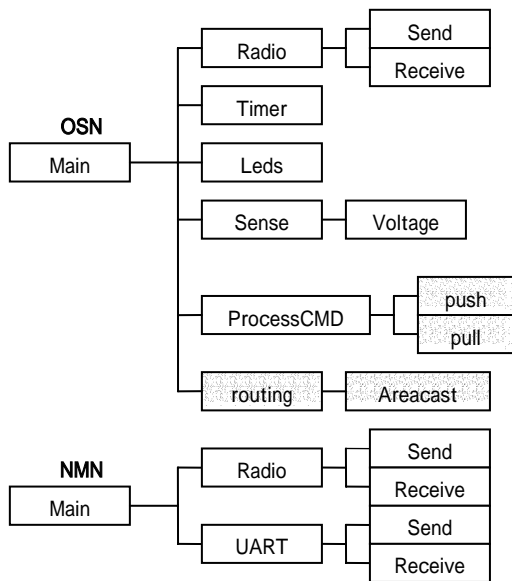 Send
Radio
Receive
Timer
OSN
Main
Leds
Sense
Voltage
push
ProcessCMD
pull
routing
Areacast
NMN
Main
Radio
Send
Receive
UART
Send
Receive